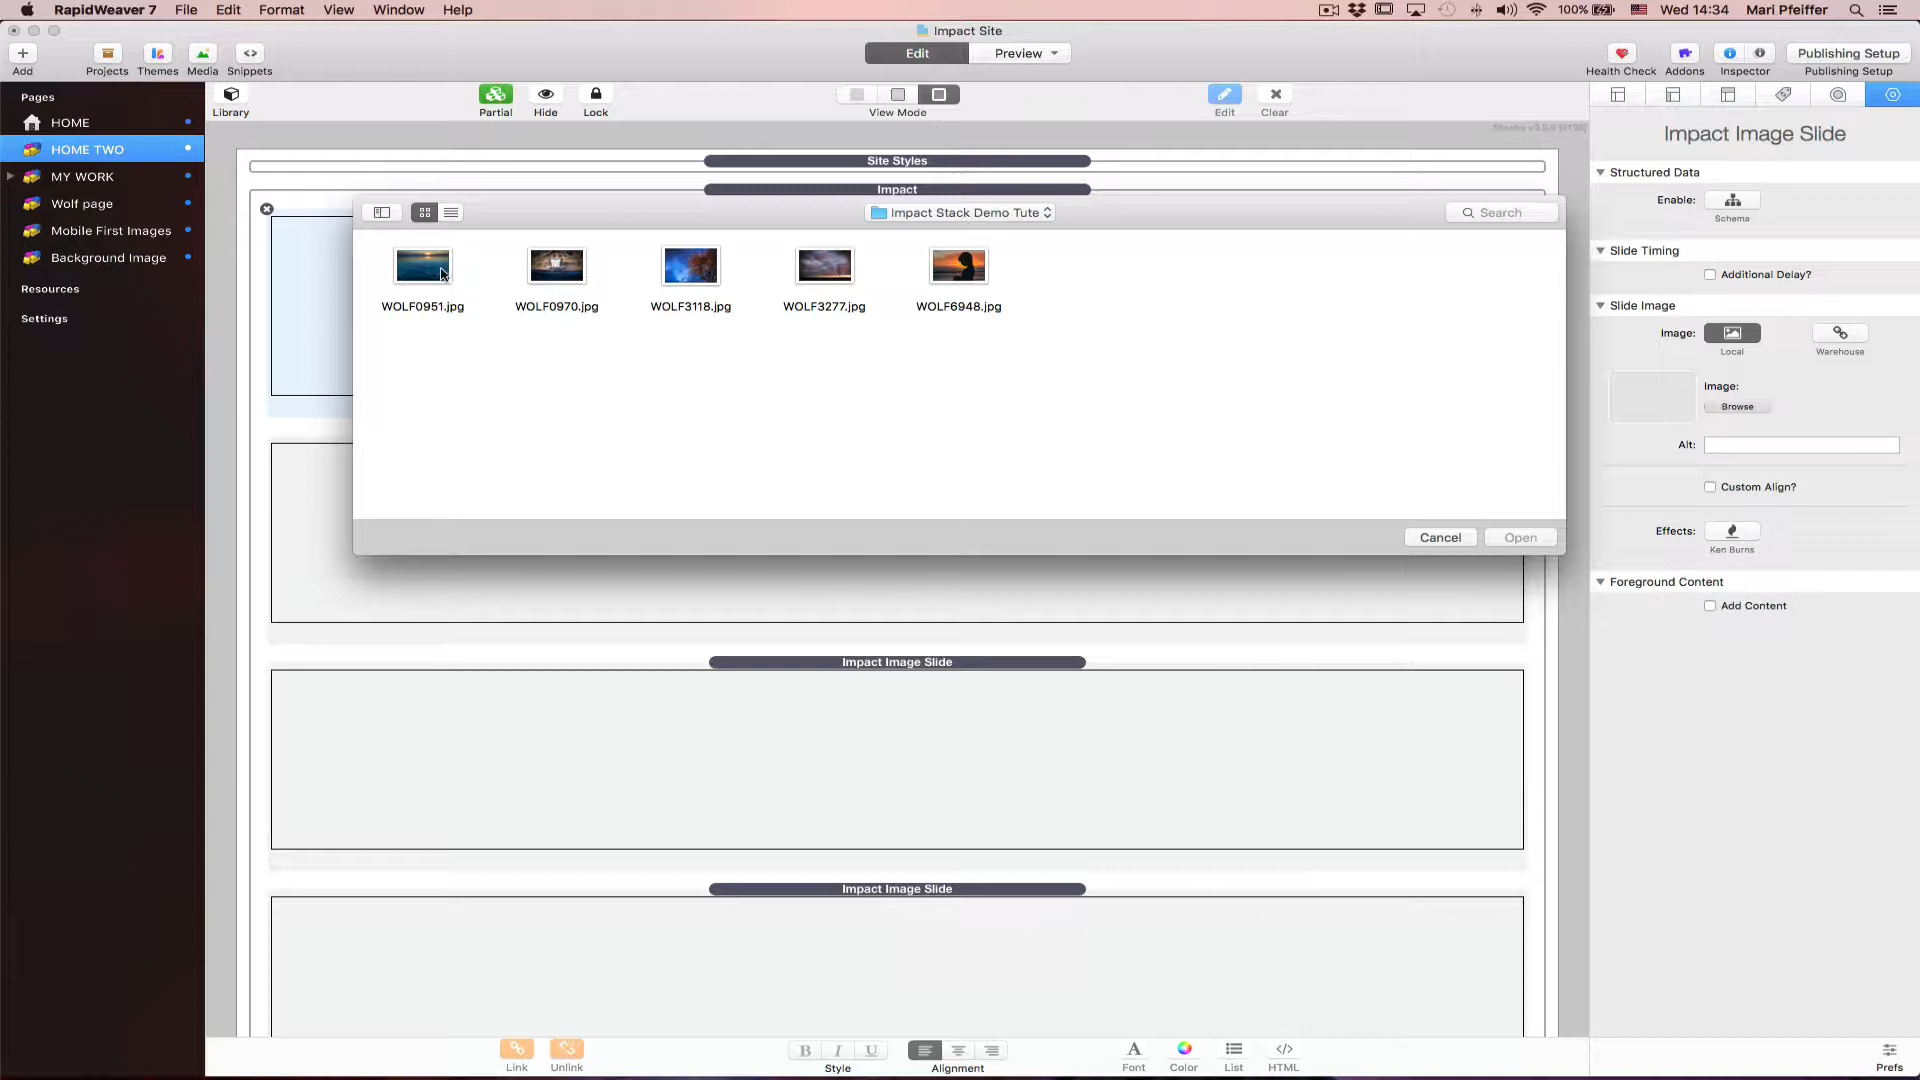 RapidWeaver 7 File Edit Format View Window Help 100% Wed 14:34 Mari Pfeiffer
Impact Site
Edit Preview
Publishing Setup
Add Projects Themes Media Snippets Health Check Addons Inspector Publishing Setup
Pages
HOME
HOME TWO
MY WORK
Wolf page
Mobile First Images
Background Image
Resources
Settings
Library Partial Hide Lock View Mode Edit Clear
Site Styles
Impact
Impact Stack Demo Tute
Search
WOLF0951.jpg WOLF0970.jpg WOLF3118.jpg WOLF3277.jpg WOLF6948.jpg
Cancel Open
Impact Image Slide
Impact Image Slide
Impact Image Slide
Structured Data
Enable:
Schema
Slide Timing
Additional Delay?
Slide Image
Image:
Local Warehouse
Image:
Browse
Alt:
Custom Align?
Effects:
Ken Burns
Foreground Content
Add Content
B I U
A
Link Unlink Style Alignment Font Color List HTML Prefs